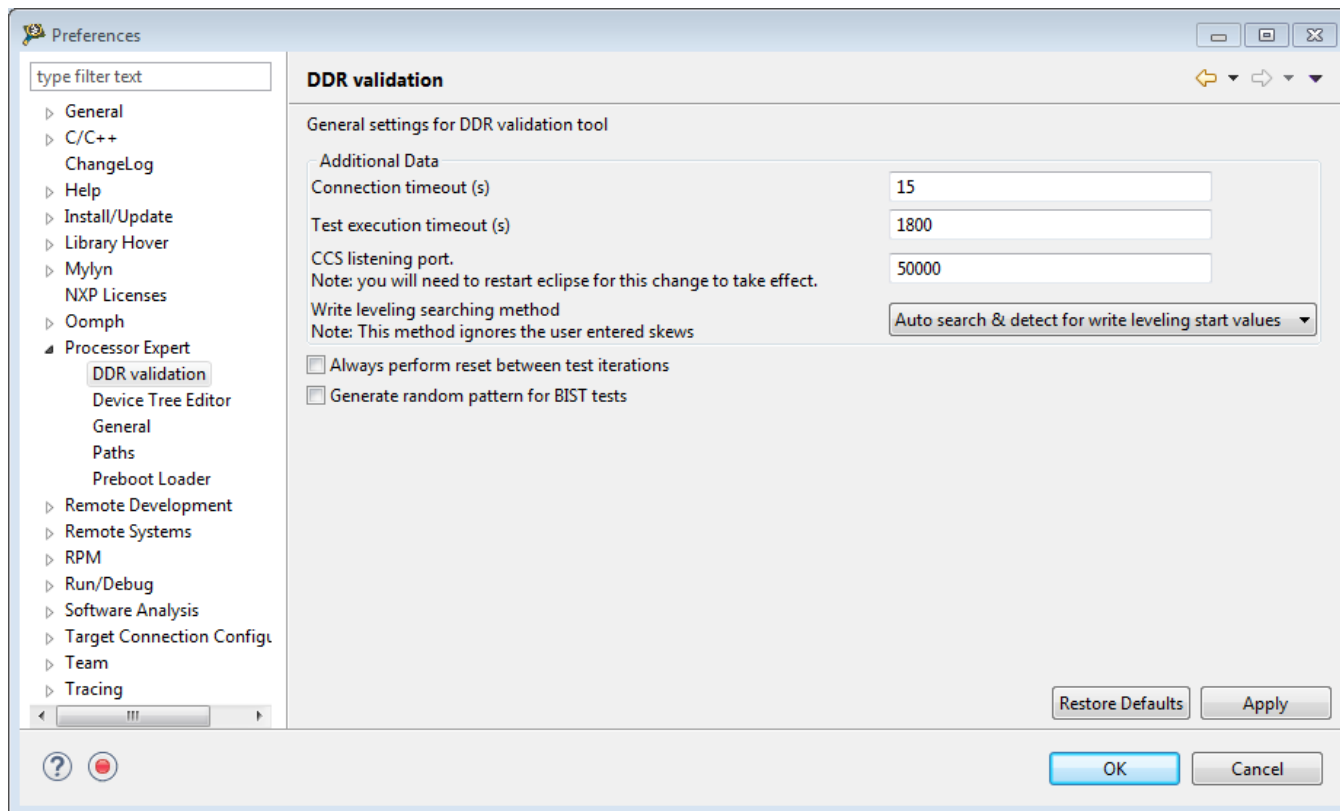 Preferences
type filter text
General
C/C++
ChangeLog
Help
Install/Update
Library Hover
Mylyn
NXP Licenses
Oomph
Processor Expert
DDR validation
Device Tree Editor
General
Paths
Preboot Loader
Remote Development
Remote Systems
RPM
Run/Debug
Software Analysis
Target Connection Configu
Team
Tracing
DDR validation
General settings for DDR validation tool
Additional Data
Connection timeout (s)
15
Test execution timeout (s)
1800
CCS listening port.
Note: you will need to restart eclipse for this change to take effect.
50000
Write leveling searching method
Note: This method ignores the user entered skews
Auto search & detect for write leveling start values
Always perform reset between test iterations
Generate random pattern for BIST tests
Restore Defaults
Apply
OK
Cancel